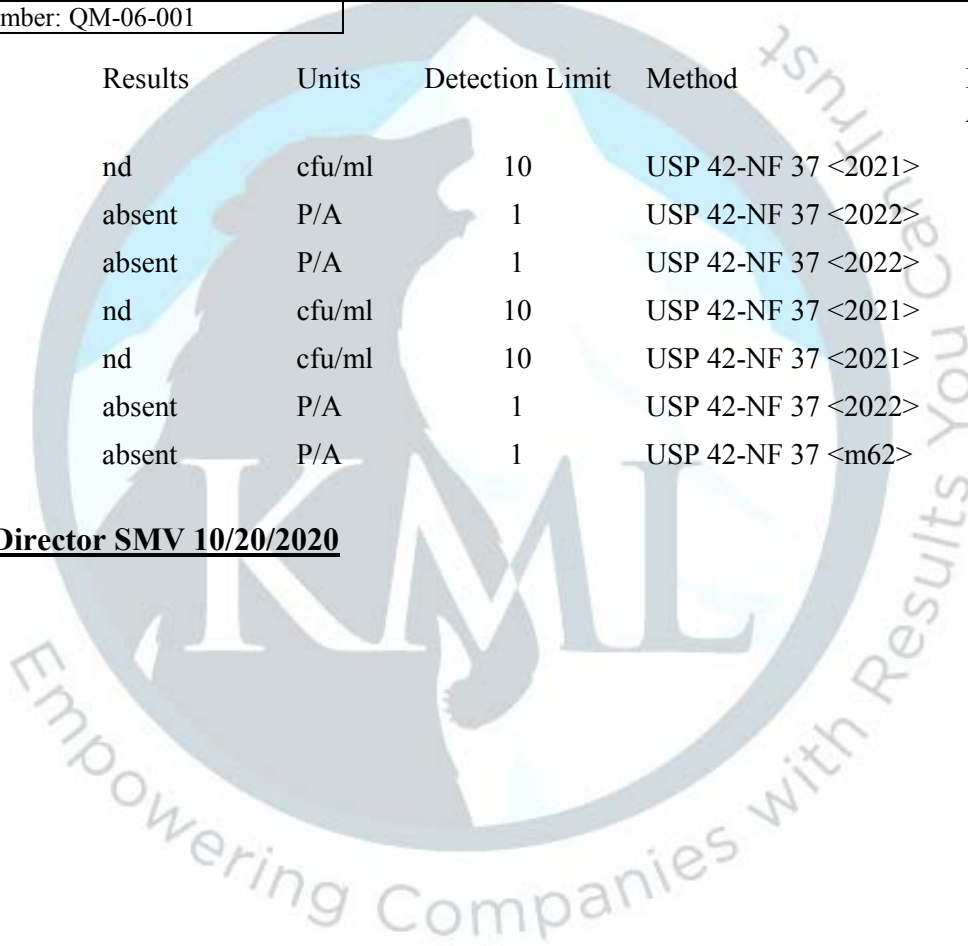 mber: QM-06-001
Results Units Detection Limit Method
nd cfu/ml 10 USP 42-NF 37 <2021>
absent P/A 1 USP 42-NF 37 <2022>
absent P/A 1 USP 42-NF 37 <2022>
nd cfu/ml 10 USP 42-NF 37 <2021>
nd cfu/ml 10 USP 42-NF 37 <2021>
absent P/A 1 USP 42-NF 37 <2022>
absent P/A 1 USP 42-NF 37 <m62>
Director SMV 10/20/2020
KML
Empowering Companies with Results You Can Trust